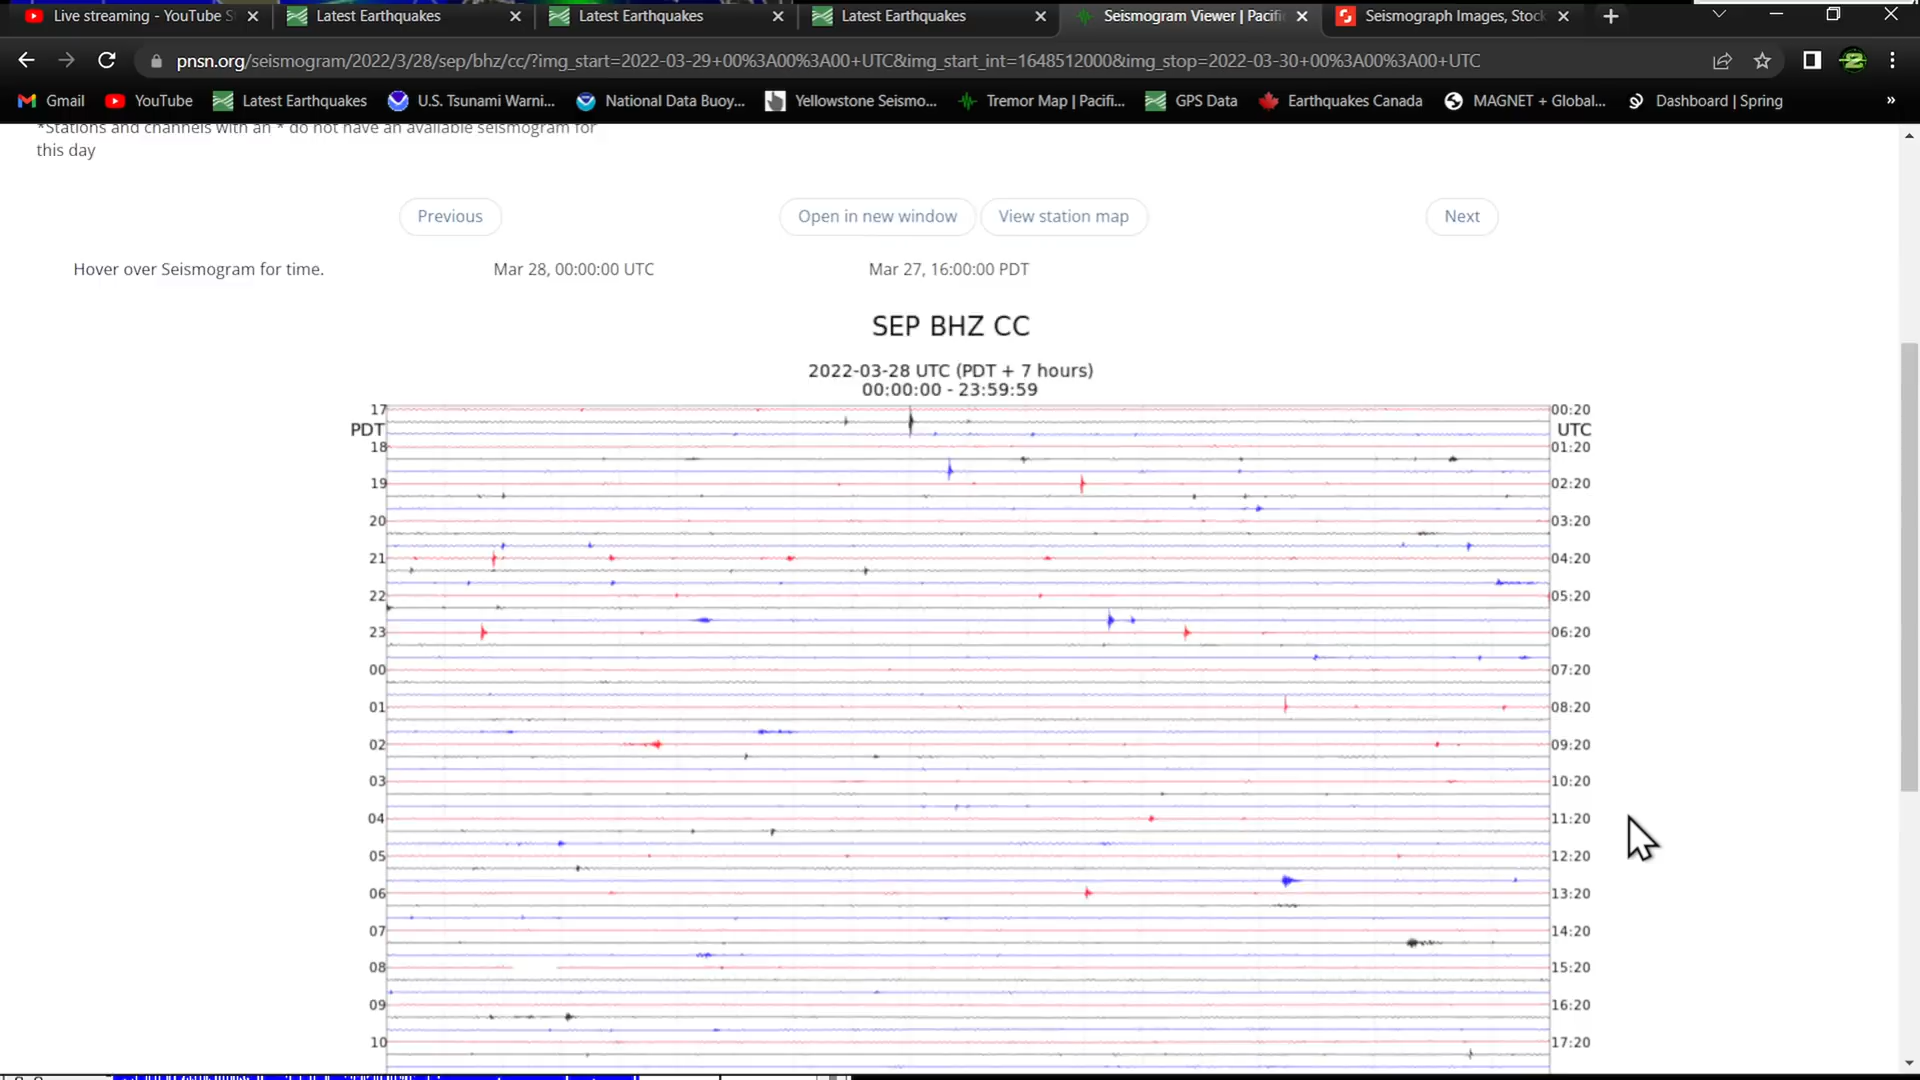 Live streaming - YouTube S
Latest Earthquakes
Latest Earthquakes
Latest Earthquakes
Seismogram Viewer | Pacifi
Seismograph Images, Stock
pnsn.org/seismogram/2022/3/28/sep/bhz/cc/?img_start=2022-03-29+00%3A00%3A00+UTC&img_start_int=1648512000&img_stop=2022-03-30+00%3A00%3A00+UTC
Gmail
YouTube
Latest Earthquakes
U.S. Tsunami Warni...
National Data Buoy...
Yellowstone Seismo...
Tremor Map | Pacifi...
GPS Data
Earthquakes Canada
MAGNET + Global...
Dashboard | Spring
»
*Stations and channels with an * do not have an available seismogram for
this day
Previous
Open in new window
View station map
Next
Hover over Seismogram for time.
Mar 28, 00:00:00 UTC
Mar 27, 16:00:00 PDT
SEP BHZ CC
2022-03-28 UTC (PDT + 7 hours)
00:00:00 - 23:59:59
17 00:20
PDT UTC
18 01:20
19 02:20
20 03:20
21 04:20
22 05:20
23 06:20
00 07:20
01 08:20
02 09:20
03 10:20
04 11:20
05 12:20
06 13:20
07 14:20
08 15:20
09 16:20
10 17:20